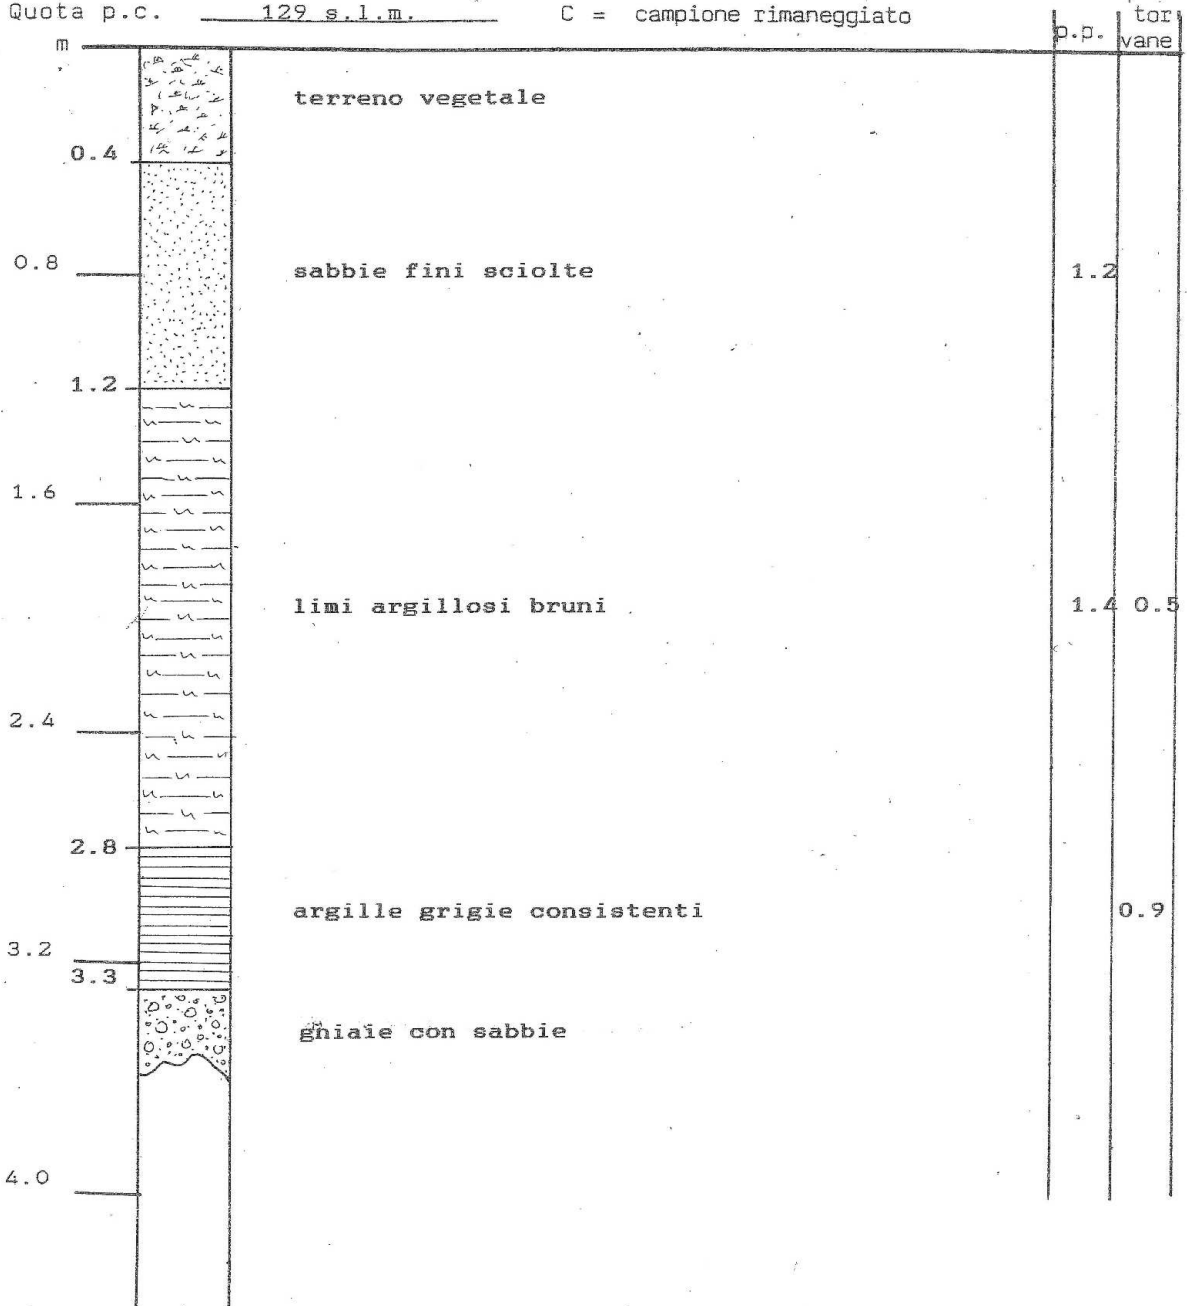 Quota p.c. 129 s.l.m. C = campione rimaneggiato
p.p. tor vane
m
terreno vegetale
0.4
0.8 sabbie fini sciolte 1.2
1.2
1.6
limi argillosi bruni 1.4 0.5
2.4
2.8
argille grigie consistenti 0.9
3.2
3.3
ghiaie con sabbie
4.0